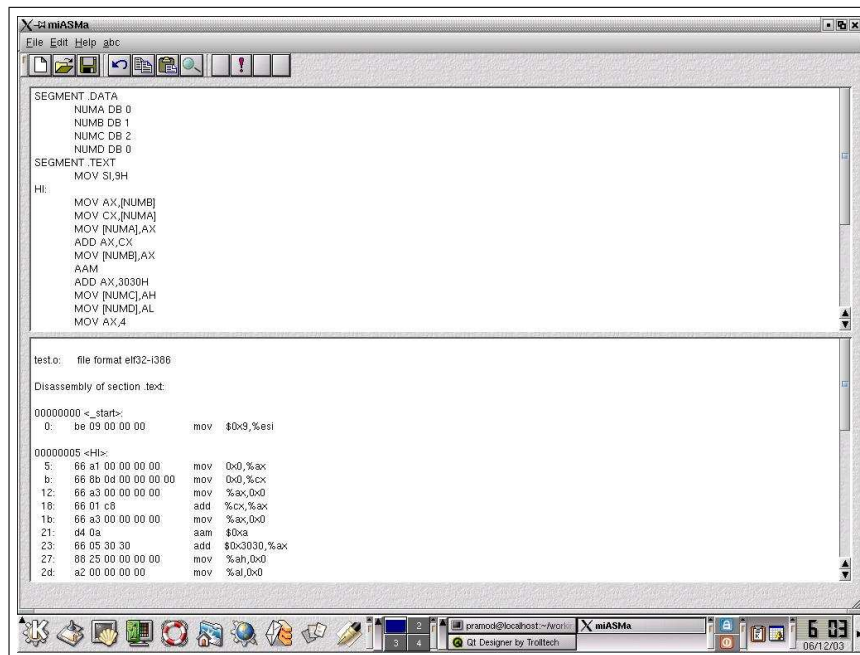 miASMa
File Edit Help abc
SEGMENT .DATA
NUMA DB 0
NUMB DB 1
NUMC DB 2
NUMD DB 0
SEGMENT .TEXT
MOV SI,9H
HI:
MOV AX,[NUMB]
MOV CX,[NUMA]
MOV [NUMA],AX
ADD AX,CX
MOV [NUMB],AX
AAM
ADD AX,3030H
MOV [NUMC],AH
MOV [NUMD],AL
MOV AX,4
test.o: file format elf32-i386
Disassembly of section .text:
00000000 <_start>:
0: be 09 00 00 00 mov $0x9,%esi
00000005 <HI>:
5: 66 a1 00 00 00 00 mov 0x0,%ax
b: 66 8b 0d 00 00 00 00 mov 0x0,%cx
12: 66 a3 00 00 00 00 mov %ax,0x0
18: 66 01 c8 add %cx,%ax
1b: 66 a3 00 00 00 00 mov %ax,0x0
21: d4 0a aam $0xa
23: 66 05 30 30 add $0x3030,%ax
27: 88 25 00 00 00 00 mov %ah,0x0
2d: a2 00 00 00 00 mov %al,0x0
2 pramod@localhost:~/workin miASMa 6 03
3 4 Qt Designer by Trolltech 06/12/03